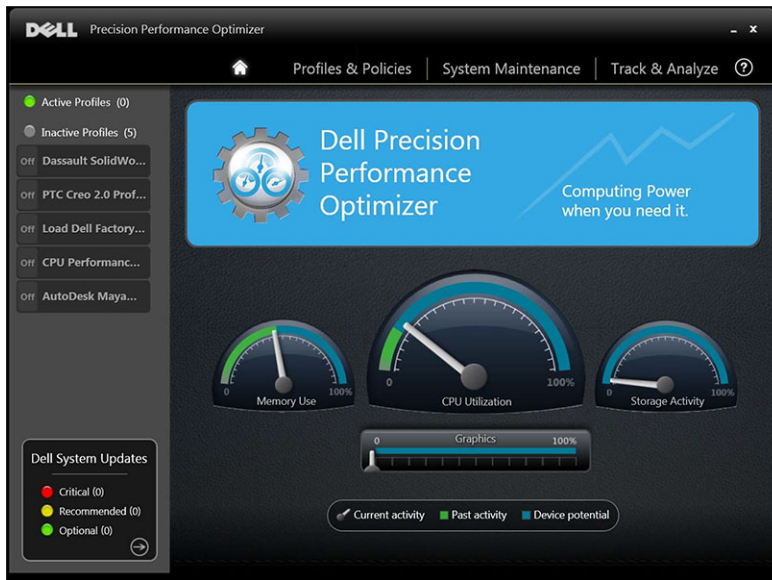 DELL Precision Performance Optimizer
Profiles & Policies System Maintenance Track & Analyze ?
Active Profiles (0)
Inactive Profiles (5)
Off Dassault SolidWo...
Off PTC Creo 2.0 Prof...
Off Load Dell Factory...
Off CPU Performanc...
Off AutoDesk Maya...
Dell System Updates
Critical (0)
Recommended (0)
Optional (0)
Dell Precision
Performance
Optimizer
Computing Power
when you need it.
0 100%
Memory Use
0 100%
CPU Utilization
0 100%
Storage Activity
0 Graphics 100%
Current activity Past activity Device potential